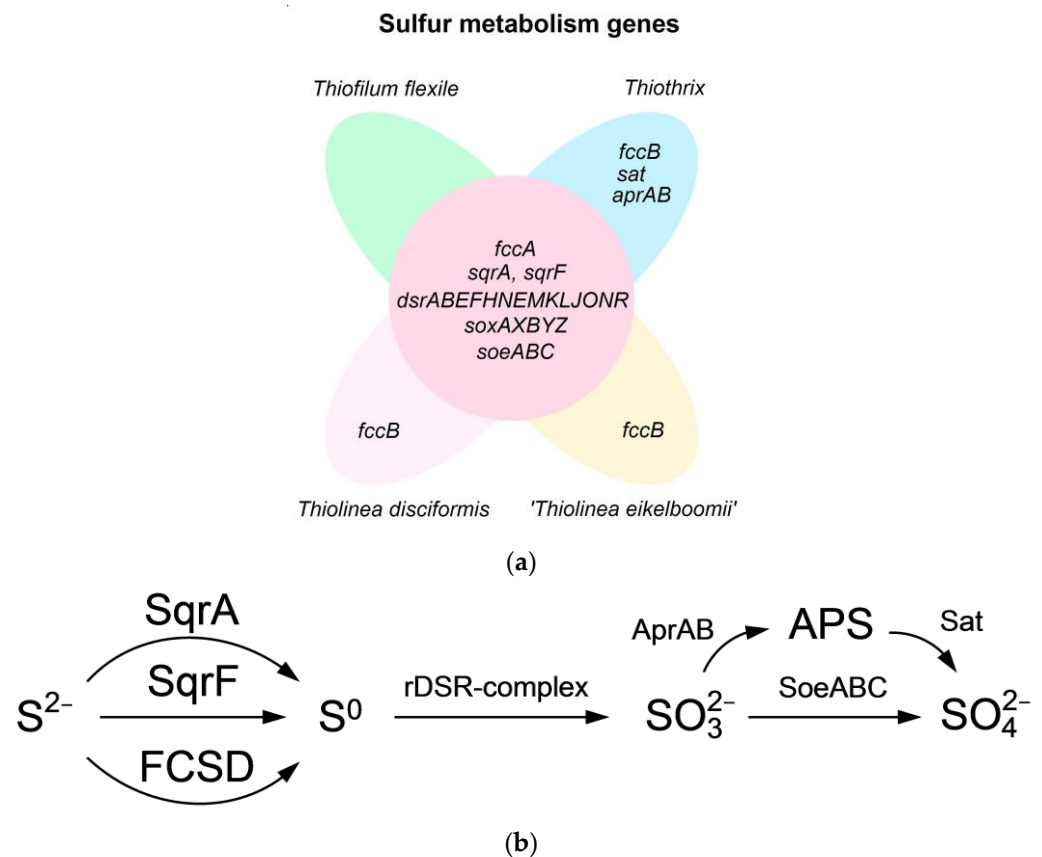 Sulfur metabolism genes
Thiofilum flexile
Thiothrix
fccB
sat
aprAB
fccA
sqrA, sqrF
dsrABEFHNEMKLJONR
soxAXBYZ
soeABC
fccB
fccB
Thiolinea disciformis
'Thiolinea eikelboomii'
(a)
SqrA
SqrF
FCSD
S²⁻
S⁰
rDSR-complex
SO₃²⁻
AprAB
APS
Sat
SoeABC
SO₄²⁻
(b)